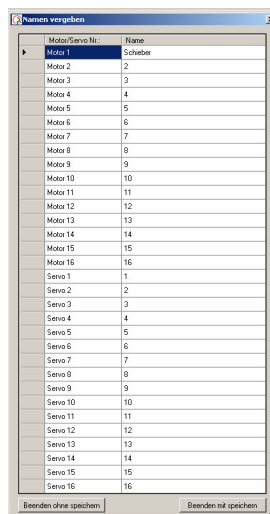 Namen vergeben
Motor/Servo Nr.: Name
Motor 1 Schieber
Motor 2 2
Motor 3 3
Motor 4 4
Motor 5 5
Motor 6 6
Motor 7 7
Motor 8 8
Motor 9 9
Motor 10 10
Motor 11 11
Motor 12 12
Motor 13 13
Motor 14 14
Motor 15 15
Motor 16 16
Servo 1 1
Servo 2 2
Servo 3 3
Servo 4 4
Servo 5 5
Servo 6 6
Servo 7 7
Servo 8 8
Servo 9 9
Servo 10 10
Servo 11 11
Servo 12 12
Servo 13 13
Servo 14 14
Servo 15 15
Servo 16 16
Beenden ohne speichern Beenden mit speichern